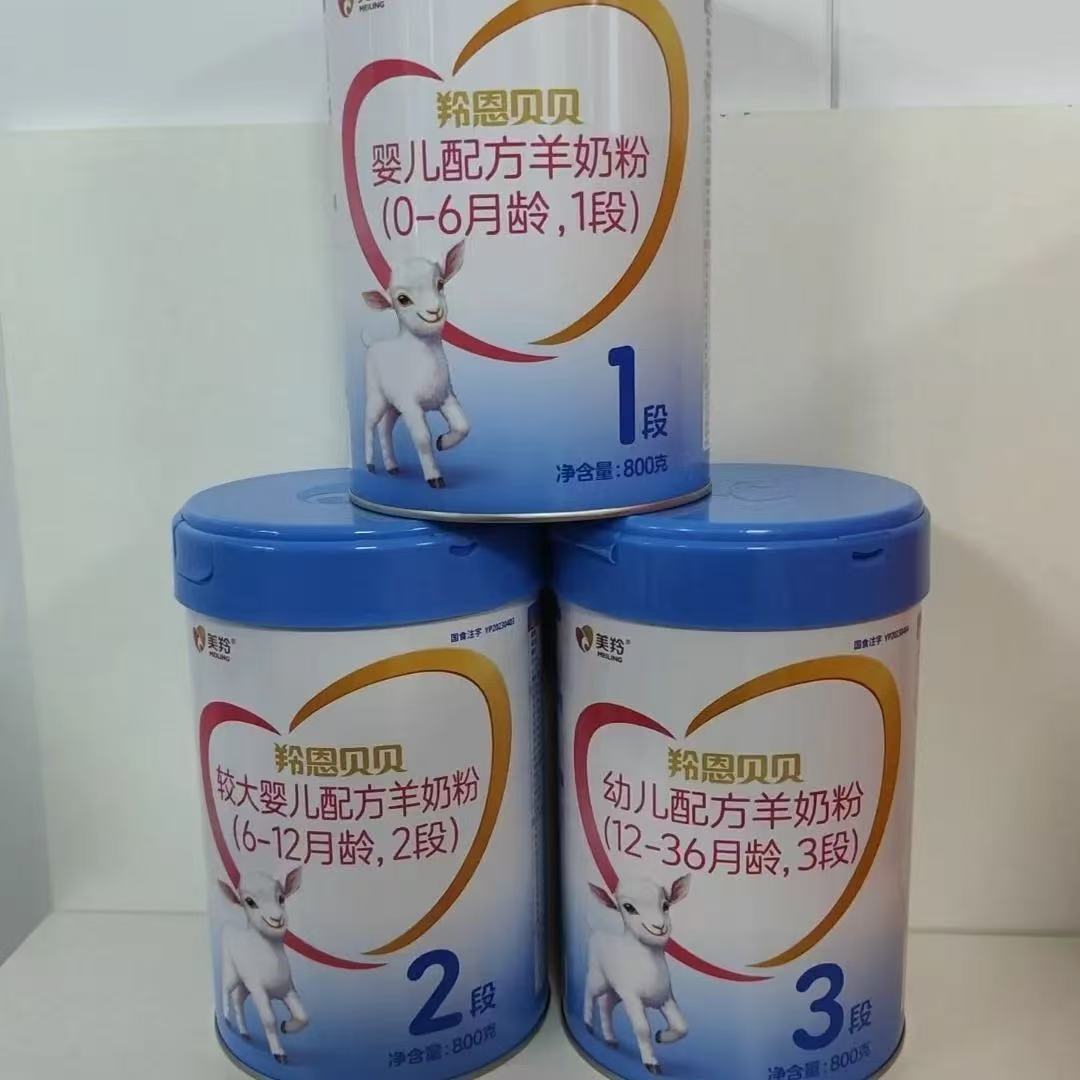 MEILING
羚恩贝贝
婴儿配方羊奶粉
(0-6月龄,1段)
1段
净含量:800克
美羚®
MEILING
国食注字 YP20230403
羚恩贝贝
较大婴儿配方羊奶粉
(6-12月龄,2段)
2段
净含量:800克
美羚®
MEILING
国食注字 YP20230404
羚恩贝贝
幼儿配方羊奶粉
(12-36月龄,3段)
3段
净含量:800克